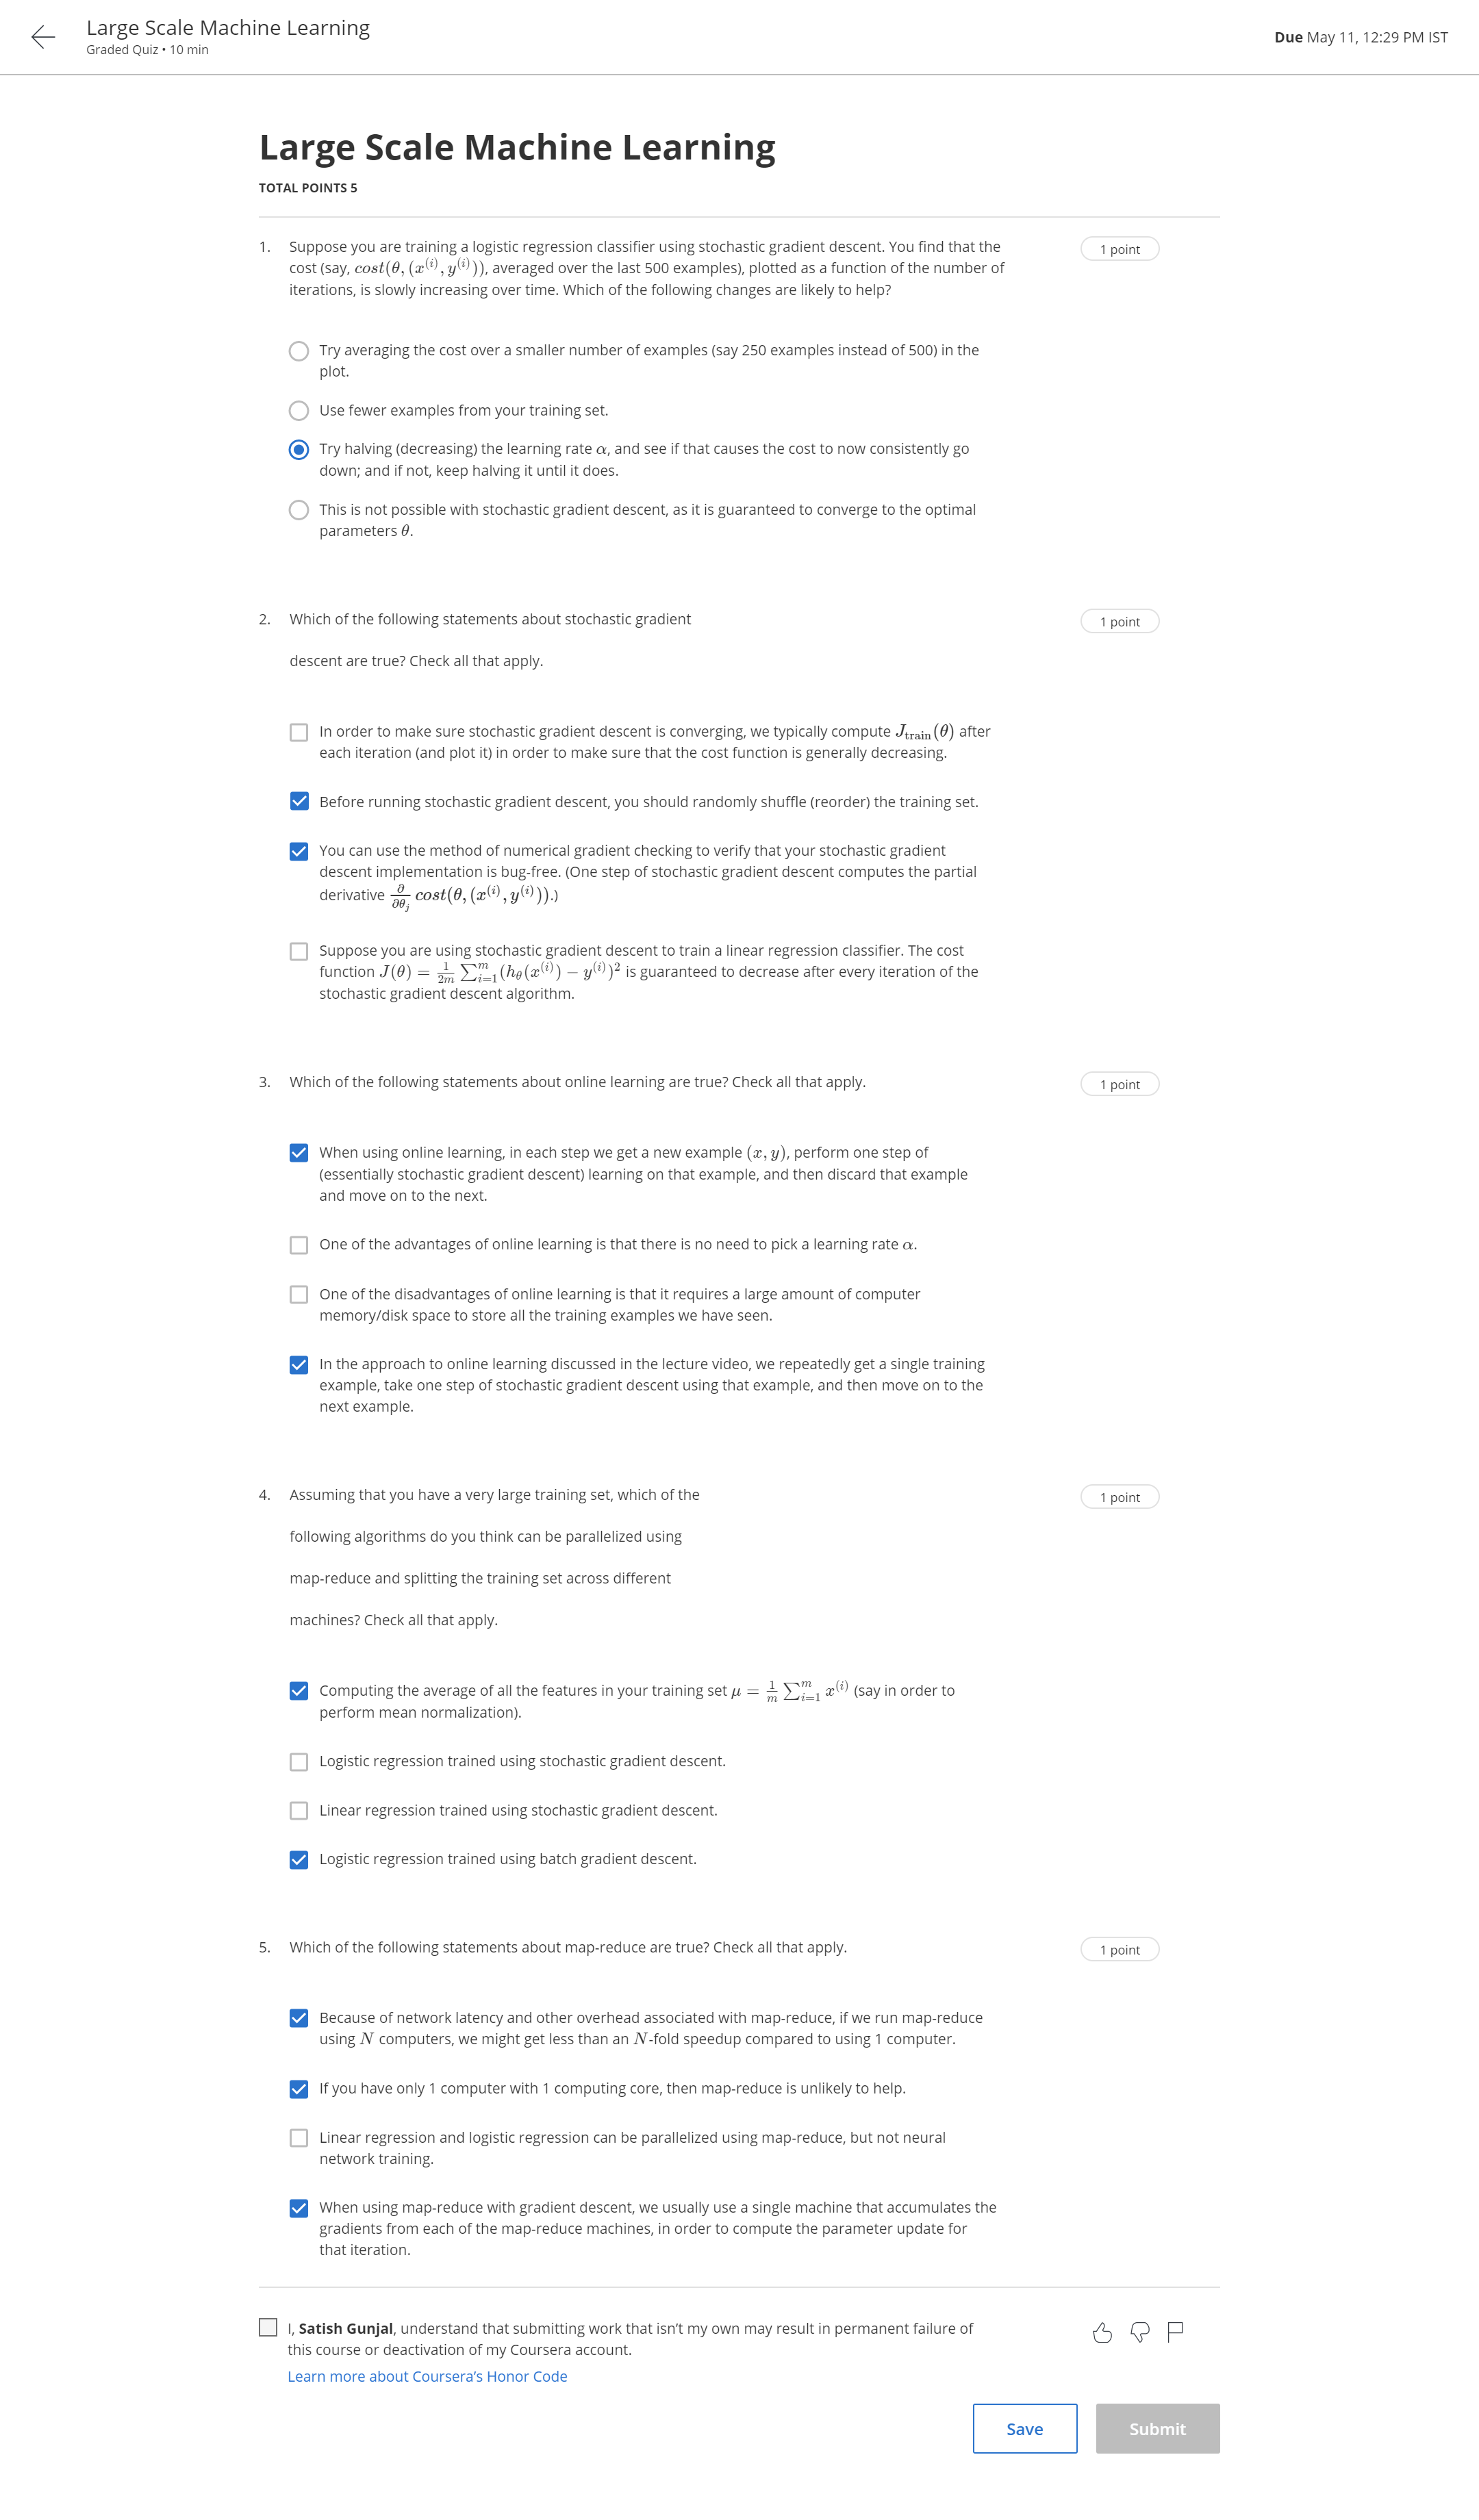 Large Scale Machine Learning
Graded Quiz • 10 min
Due May 11, 12:29 PM IST
Large Scale Machine Learning
TOTAL POINTS 5
1. Suppose you are training a logistic regression classifier using stochastic gradient descent. You find that the
1 point
cost (say, cost(θ, (x^(i), y^(i))), averaged over the last 500 examples), plotted as a function of the number of
iterations, is slowly increasing over time. Which of the following changes are likely to help?
Try averaging the cost over a smaller number of examples (say 250 examples instead of 500) in the
plot.
Use fewer examples from your training set.
Try halving (decreasing) the learning rate α, and see if that causes the cost to now consistently go
down; and if not, keep halving it until it does.
This is not possible with stochastic gradient descent, as it is guaranteed to converge to the optimal
parameters θ.
2. Which of the following statements about stochastic gradient
1 point
descent are true? Check all that apply.
In order to make sure stochastic gradient descent is converging, we typically compute J_train(θ) after
each iteration (and plot it) in order to make sure that the cost function is generally decreasing.
Before running stochastic gradient descent, you should randomly shuffle (reorder) the training set.
You can use the method of numerical gradient checking to verify that your stochastic gradient
descent implementation is bug-free. (One step of stochastic gradient descent computes the partial
derivative ∂/∂θ_j cost(θ, (x^(i), y^(i))).)
Suppose you are using stochastic gradient descent to train a linear regression classifier. The cost
function J(θ) = 1/2m ∑_{i=1}^m (h_θ(x^(i)) − y^(i))² is guaranteed to decrease after every iteration of the
stochastic gradient descent algorithm.
3. Which of the following statements about online learning are true? Check all that apply.
1 point
When using online learning, in each step we get a new example (x, y), perform one step of
(essentially stochastic gradient descent) learning on that example, and then discard that example
and move on to the next.
One of the advantages of online learning is that there is no need to pick a learning rate α.
One of the disadvantages of online learning is that it requires a large amount of computer
memory/disk space to store all the training examples we have seen.
In the approach to online learning discussed in the lecture video, we repeatedly get a single training
example, take one step of stochastic gradient descent using that example, and then move on to the
next example.
4. Assuming that you have a very large training set, which of the
1 point
following algorithms do you think can be parallelized using
map-reduce and splitting the training set across different
machines? Check all that apply.
Computing the average of all the features in your training set μ = 1/m ∑_{i=1}^m x^(i) (say in order to
perform mean normalization).
Logistic regression trained using stochastic gradient descent.
Linear regression trained using stochastic gradient descent.
Logistic regression trained using batch gradient descent.
5. Which of the following statements about map-reduce are true? Check all that apply.
1 point
Because of network latency and other overhead associated with map-reduce, if we run map-reduce
using N computers, we might get less than an N-fold speedup compared to using 1 computer.
If you have only 1 computer with 1 computing core, then map-reduce is unlikely to help.
Linear regression and logistic regression can be parallelized using map-reduce, but not neural
network training.
When using map-reduce with gradient descent, we usually use a single machine that accumulates the
gradients from each of the map-reduce machines, in order to compute the parameter update for
that iteration.
I, Satish Gunjal, understand that submitting work that isn't my own may result in permanent failure of
this course or deactivation of my Coursera account.
Learn more about Coursera's Honor Code
Save
Submit